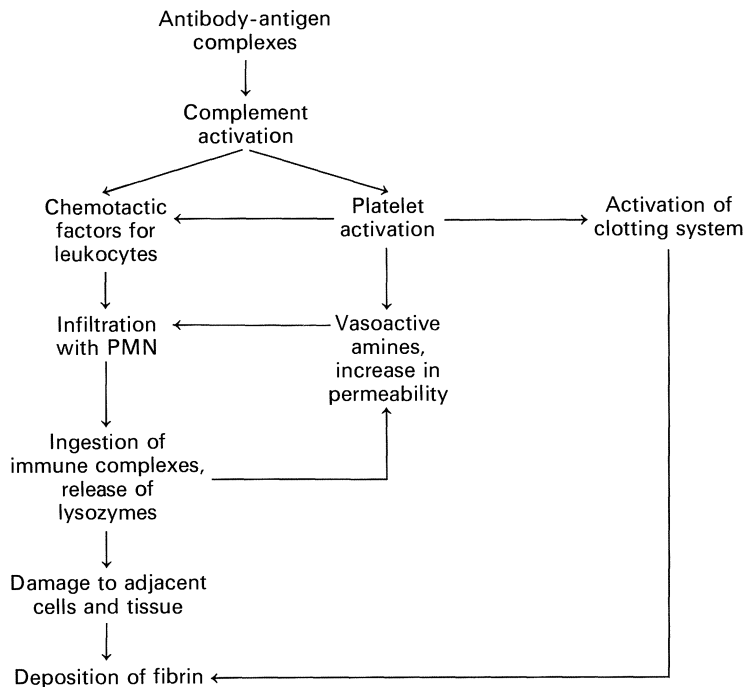 Antibody-antigen
complexes
Complement
activation
Chemotactic
factors for
leukocytes
Platelet
activation
Activation of
clotting system
Infiltration
with PMN
Vasoactive
amines,
increase in
permeability
Ingestion of
immune complexes,
release of
lysozymes
Damage to adjacent
cells and tissue
Deposition of fibrin